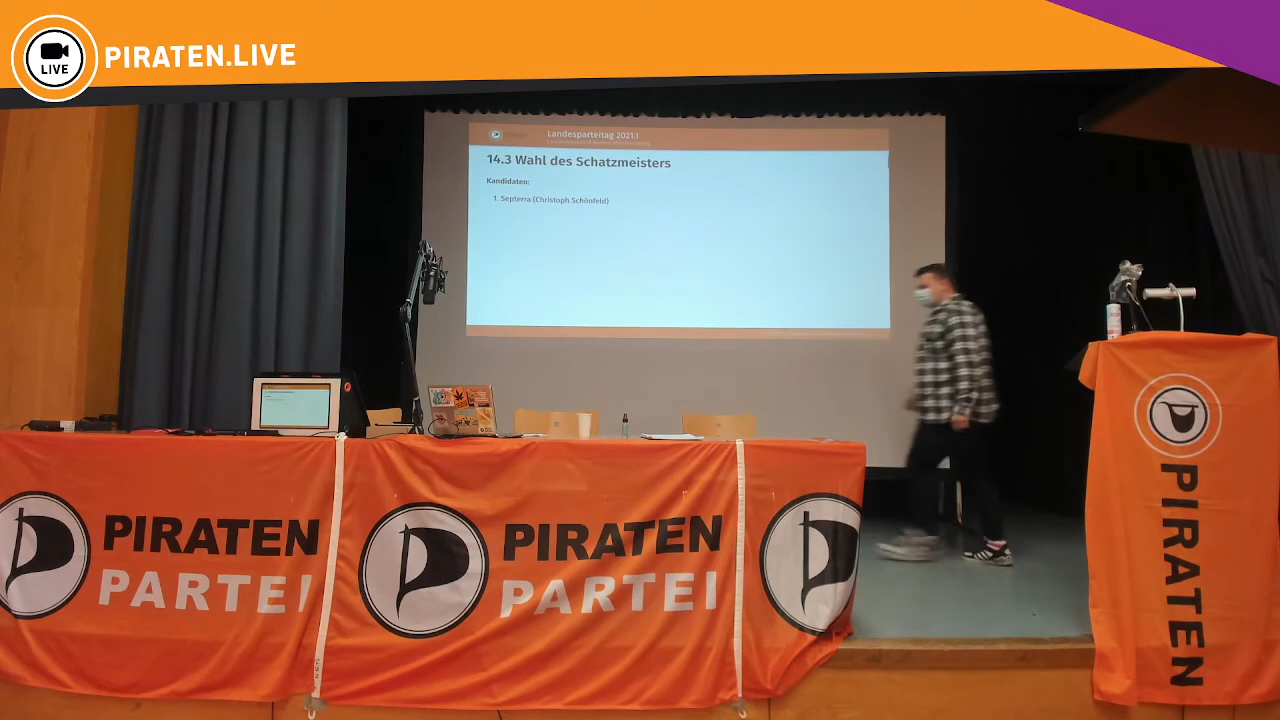 LIVE
PIRATEN.LIVE
Landesparteitag 2021.1
14.3 Wahl des Schatzmeisters
Kandidaten:
1. Septerra (Christoph Schönfeld)
PIRATEN
PARTEI
PIRATEN
PARTEI
PIRATEN